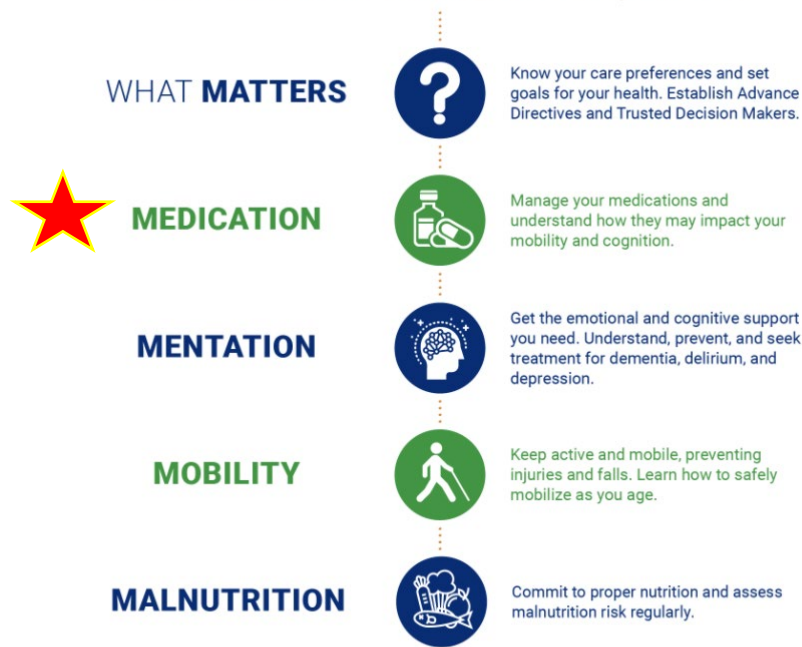 WHAT MATTERS
Know your care preferences and set
goals for your health. Establish Advance
Directives and Trusted Decision Makers.
MEDICATION
Manage your medications and
understand how they may impact your
mobility and cognition.
MENTATION
Get the emotional and cognitive support
you need. Understand, prevent, and seek
treatment for dementia, delirium, and
depression.
MOBILITY
Keep active and mobile, preventing
injuries and falls. Learn how to safely
mobilize as you age.
MALNUTRITION
Commit to proper nutrition and assess
malnutrition risk regularly.